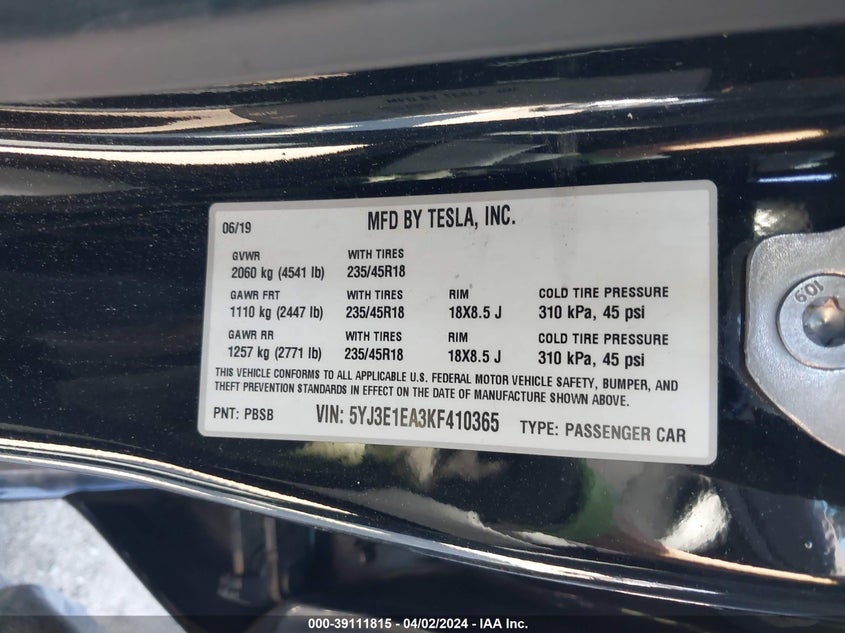 MFD BY TESLA, INC.
06/19
GVWR WITH TIRES
2060 kg (4541 lb) 235/45R18
GAWR FRT WITH TIRES RIM COLD TIRE PRESSURE
1110 kg (2447 lb) 235/45R18 18X8.5 J 310 kPa, 45 psi
GAWR RR WITH TIRES RIM COLD TIRE PRESSURE
1257 kg (2771 lb) 235/45R18 18X8.5 J 310 kPa, 45 psi
THIS VEHICLE CONFORMS TO ALL APPLICABLE U.S. FEDERAL MOTOR VEHICLE SAFETY, BUMPER, AND
THEFT PREVENTION STANDARDS IN EFFECT ON THE DATE OF MANUFACTURE SHOWN ABOVE.
PNT: PBSB VIN: 5YJ3E1EA3KF410365 TYPE: PASSENGER CAR
10.9
000-39111815 - 04/02/2024 - IAA Inc.